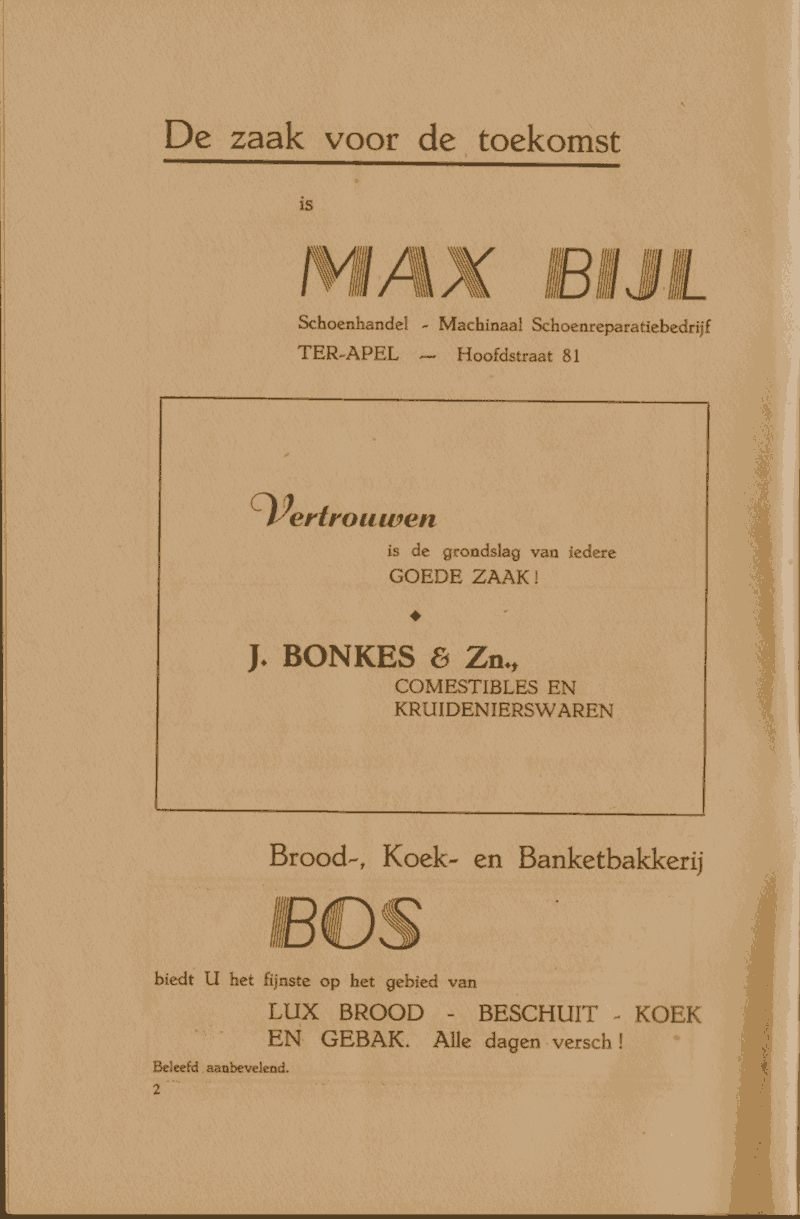 De zaak voor de toekomst
is
MAX BIJL
Schoenhandel - Machinaal Schoenreparatiebedrijf
TER-APEL — Hoofdstraat 81
Vertrouwen
is de grondslag van iedere
GOEDE ZAAK!
J. BONKES & Zn.,
COMESTIBLES EN
KRUIDENIERSWAREN
Brood-, Koek- en Banketbakkerij
BOS
biedt U het fijnste op het gebied van
LUX BROOD - BESCHUIT - KOEK
EN GEBAK. Alle dagen versch!
Beleefd aanbevelend.
2